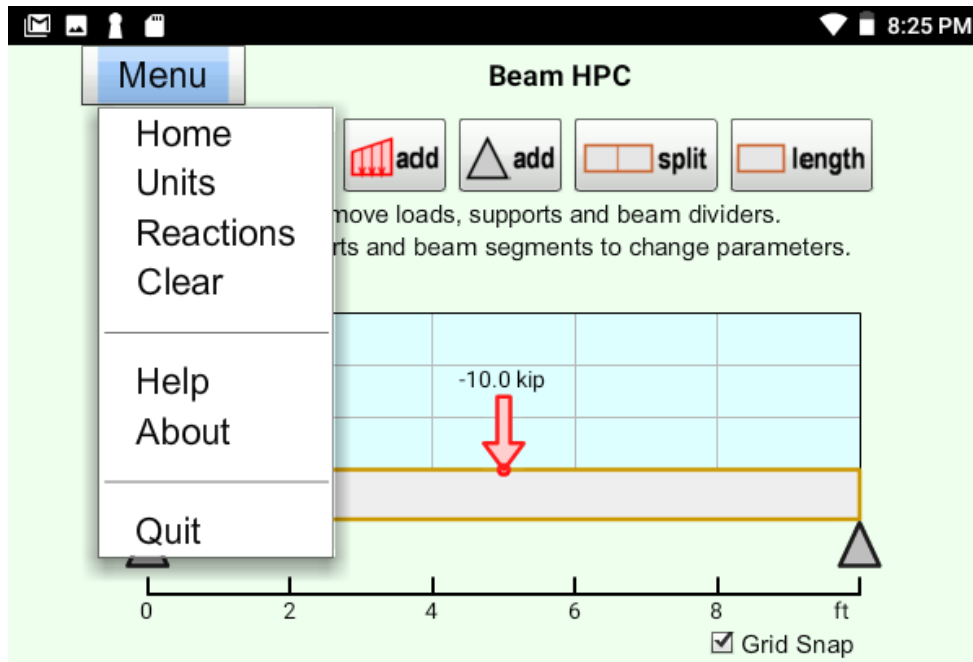 8:25 PM
Menu
Beam HPC
Home
Units
Reactions
Clear
Help
About
Quit
add
add
split
length
move loads, supports and beam dividers.
rts and beam segments to change parameters.
-10.0 kip
0 2 4 6 8 ft
Grid Snap